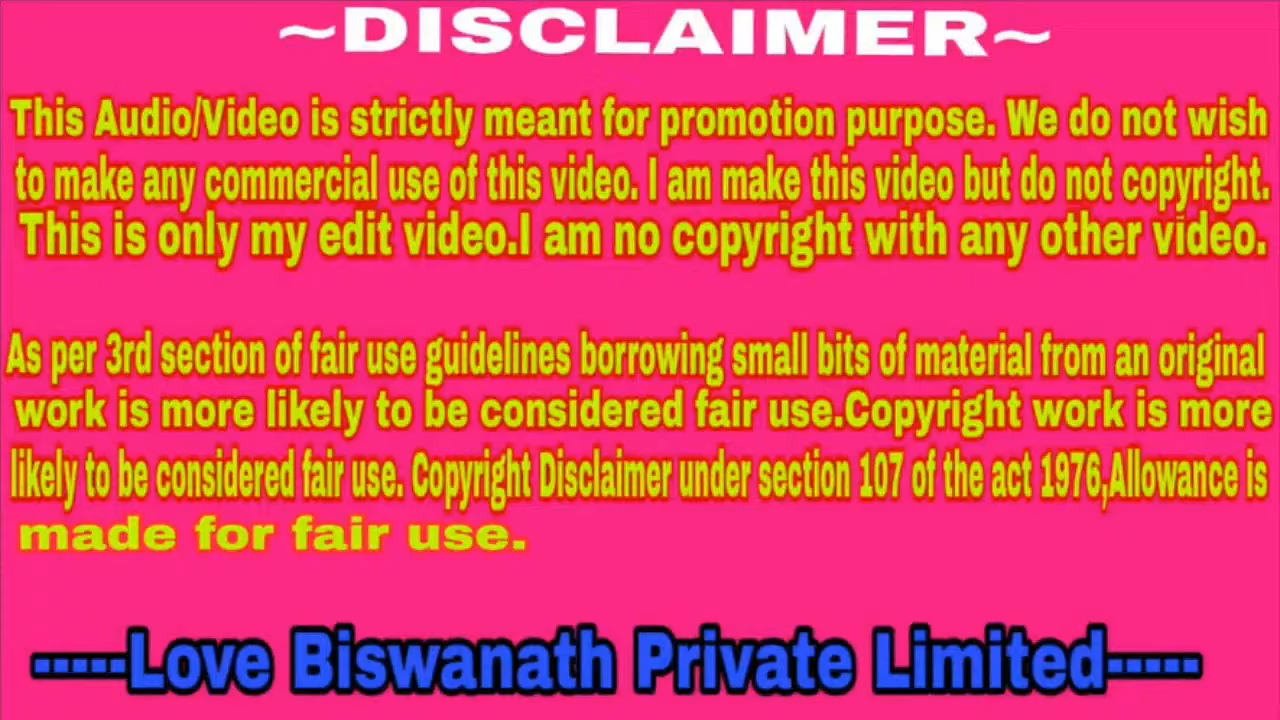 ~DISCLAIMER~
This Audio/Video is strictly meant for promotion purpose. We do not wish
to make any commercial use of this video. I am make this video but do not copyright.
This is only my edit video.I am no copyright with any other video.
As per 3rd section of fair use guidelines borrowing small bits of material from an original
work is more likely to be considered fair use.Copyright work is more
likely to be considered fair use. Copyright Disclaimer under section 107 of the act 1976,Allowance is
made for fair use.
-----Love Biswanath Private Limited-----